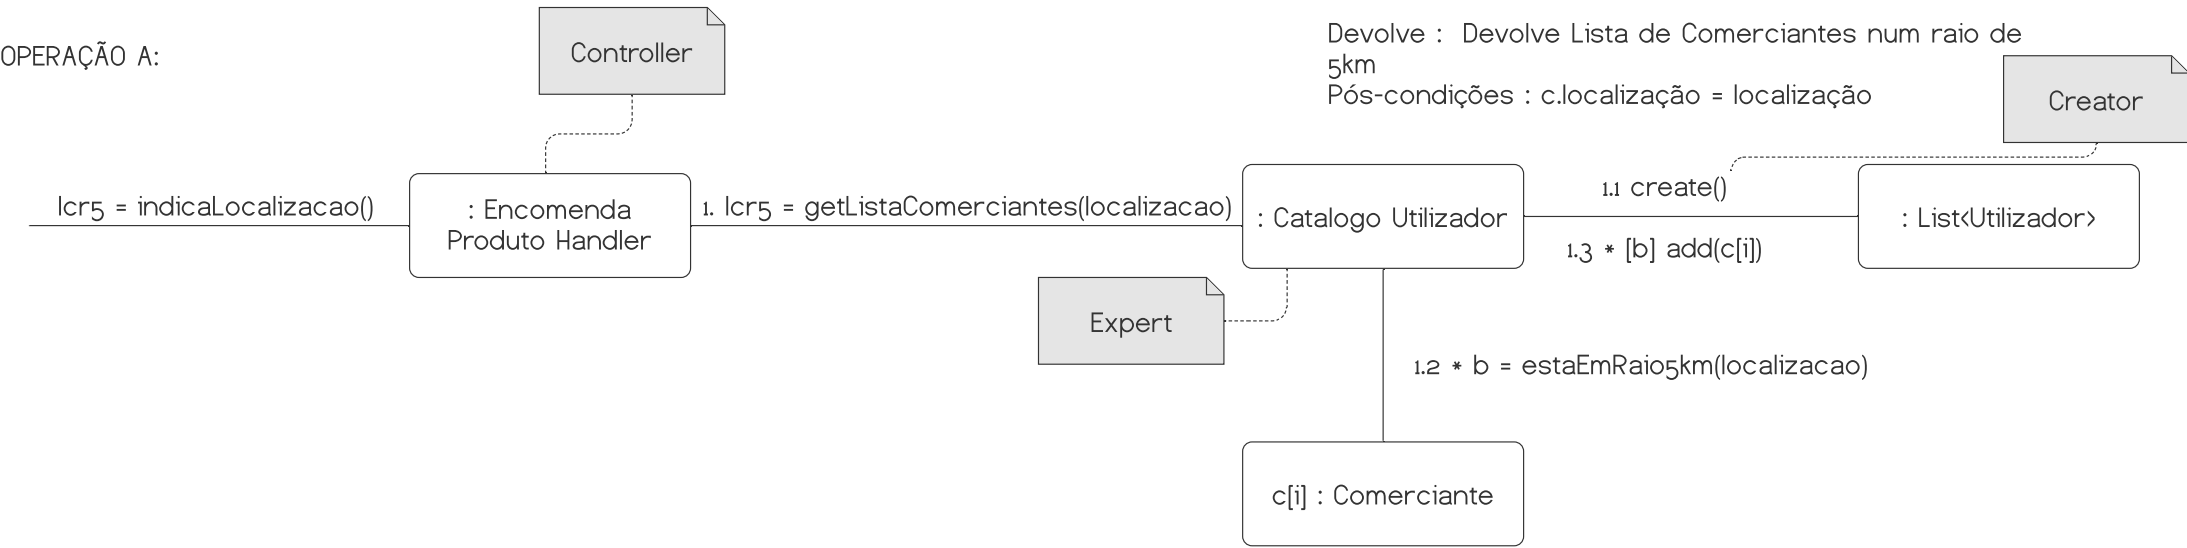 OPERAÇÃO A:
Controller
Devolve : Devolve Lista de Comerciantes num raio de
5km
Pós-condições : c.localização = localização
Creator
lcr5 = indicaLocalizacao()
: Encomenda
Produto Handler
1. lcr5 = getListaComerciantes(localizacao)
: Catalogo Utilizador
1.1 create()
1.3 * [b] add(c[i])
: List<Utilizador>
Expert
1.2 * b = estaEmRaio5km(localizacao)
c[i] : Comerciante